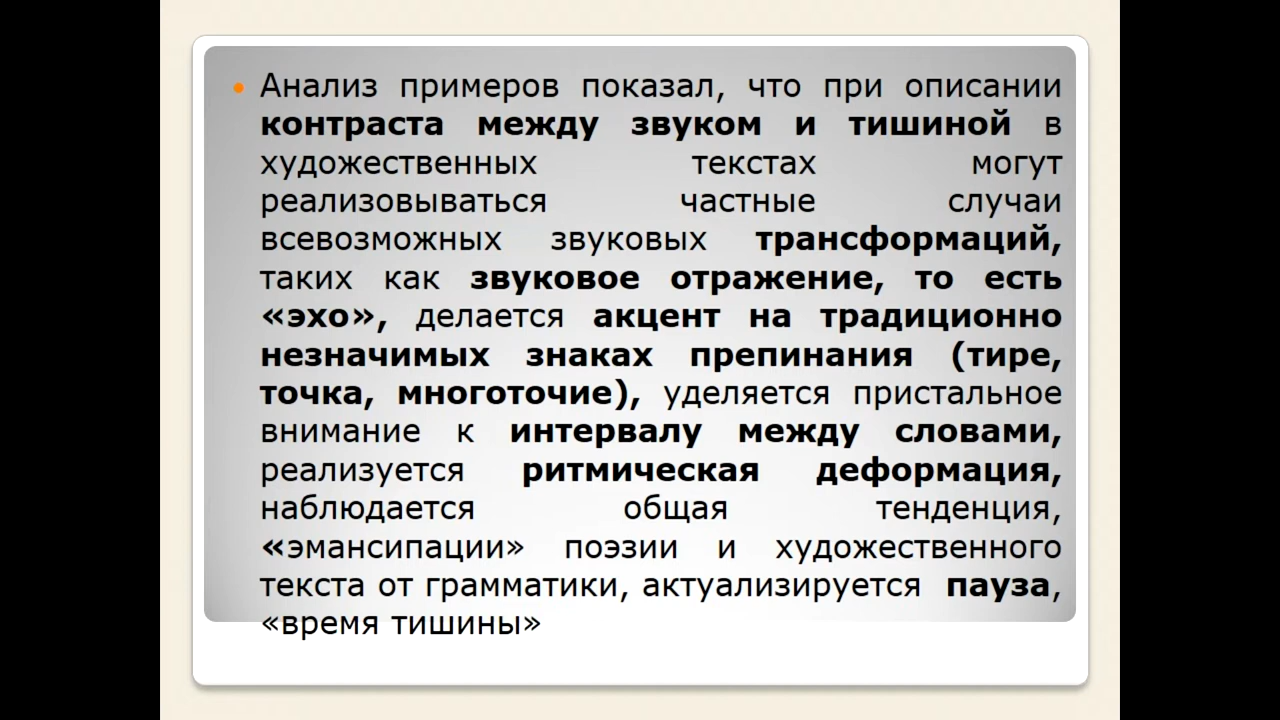 Анализ примеров показал, что при описании
контраста между звуком и тишиной в
художественных текстах могут
реализовываться частные случаи
всевозможных звуковых трансформаций,
таких как звуковое отражение, то есть
«эхо», делается акцент на традиционно
незначимых знаках препинания (тире,
точка, многоточие), уделяется пристальное
внимание к интервалу между словами,
реализуется ритмическая деформация,
наблюдается общая тенденция,
«эмансипации» поэзии и художественного
текста от грамматики, актуализируется пауза,
«время тишины»